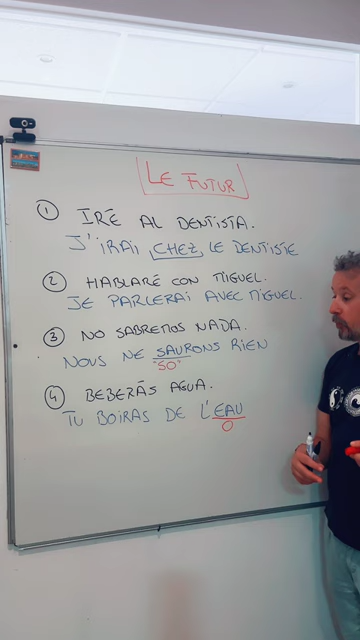 LE FUTUR
1 IRÉ AL DENTISTA.
J'IRAI CHEZ LE DENTISTE
2 HABLARÉ CON MIGUEL.
JE PARLERAI AVEC MIGUEL.
3 NO SABREMOS NADA.
NOUS NE SAURONS RIEN
"SO"
4 BEBERÁS AGUA.
TU BOIRAS DE L'EAU
O